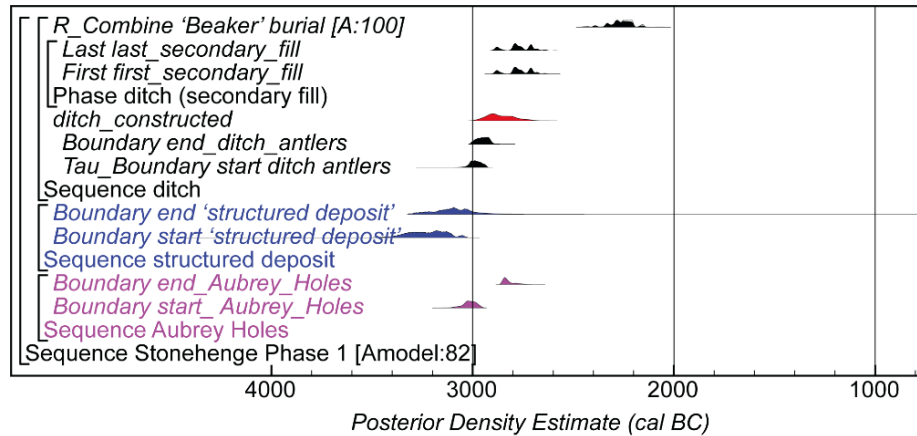 R_Combine ‘Beaker’ burial [A:100]
Last last_secondary_fill
First first_secondary_fill
Phase ditch (secondary fill)
ditch_constructed
Boundary end_ditch_antlers
Tau_Boundary start ditch antlers
Sequence ditch
Boundary end ‘structured deposit’
Boundary start ‘structured deposit’
Sequence structured deposit
Boundary end_Aubrey_Holes
Boundary start_ Aubrey_Holes
Sequence Aubrey Holes
Sequence Stonehenge Phase 1 [Amodel:82]
4000 3000 2000 1000
Posterior Density Estimate (cal BC)